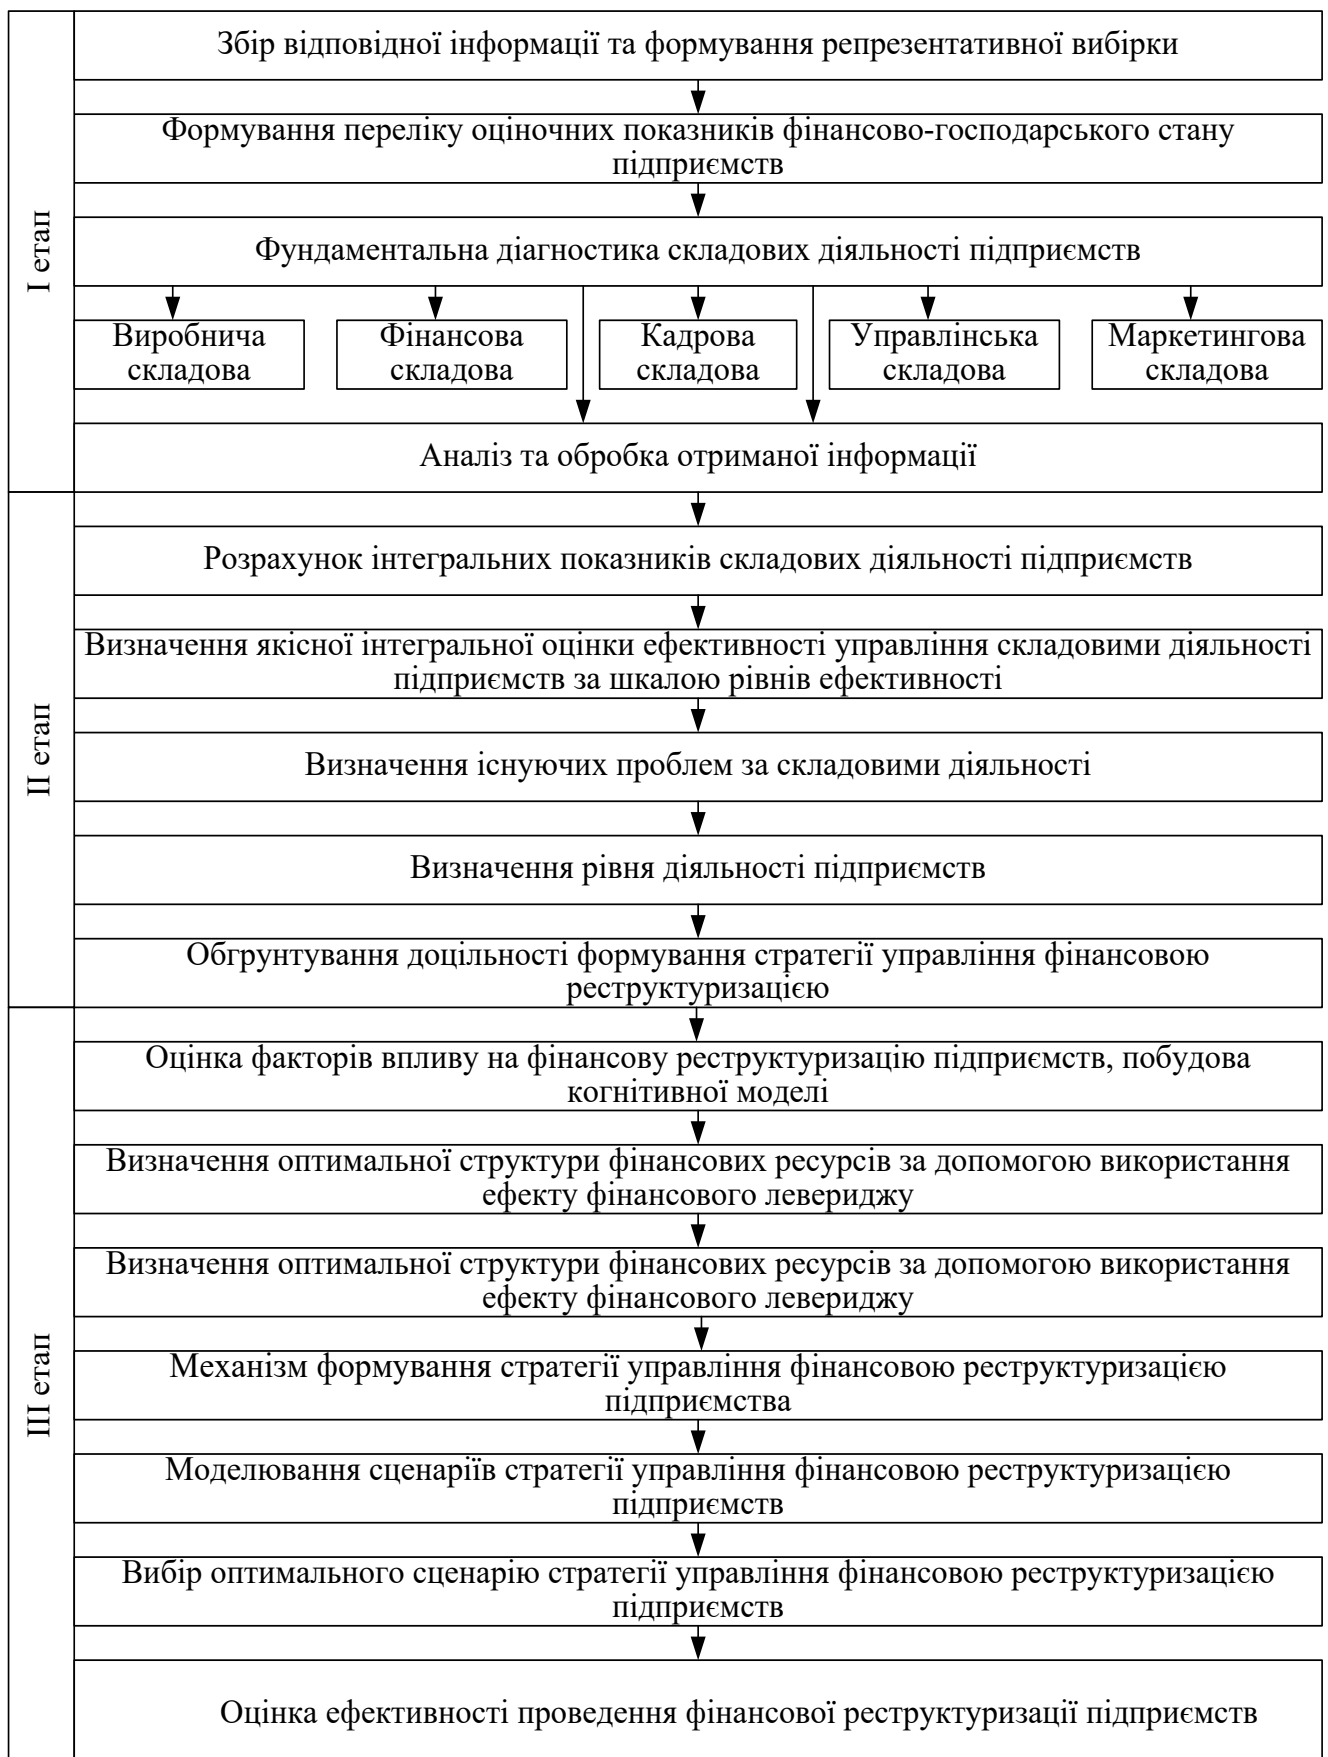 І етап
Збір відповідної інформації та формування репрезентативної вибірки
Формування переліку оціночних показників фінансово-господарського стану
підприємств
Фундаментальна діагностика складових діяльності підприємств
Виробнича
складова
Фінансова
складова
Кадрова
складова
Управлінська
складова
Маркетингова
складова
Аналіз та обробка отриманої інформації
ІІ етап
Розрахунок інтегральних показників складових діяльності підприємств
Визначення якісної інтегральної оцінки ефективності управління складовими діяльності
підприємств за шкалою рівнів ефективності
Визначення існуючих проблем за складовими діяльності
Визначення рівня діяльності підприємств
Обгрунтування доцільності формування стратегії управління фінансовою
реструктуризацією
ІІІ етап
Оцінка факторів впливу на фінансову реструктуризацію підприємств, побудова
когнітивної моделі
Визначення оптимальної структури фінансових ресурсів за допомогою використання
ефекту фінансового левериджу
Визначення оптимальної структури фінансових ресурсів за допомогою використання
ефекту фінансового левериджу
Механізм формування стратегії управління фінансовою реструктуризацією
підприємства
Моделювання сценаріїв стратегії управління фінансовою реструктуризацією
підприємств
Вибір оптимального сценарію стратегії управління фінансовою реструктуризацією
підприємств
Оцінка ефективності проведення фінансової реструктуризації підприємств